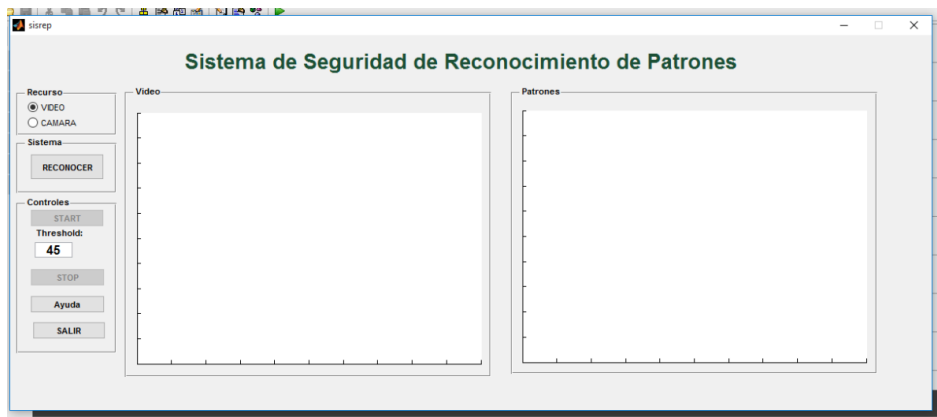 sisrep
Sistema de Seguridad de Reconocimiento de Patrones
Recurso
VIDEO
CAMARA
Sistema
RECONOCER
Controles
START
Threshold:
45
STOP
Ayuda
SALIR
Video
Patrones